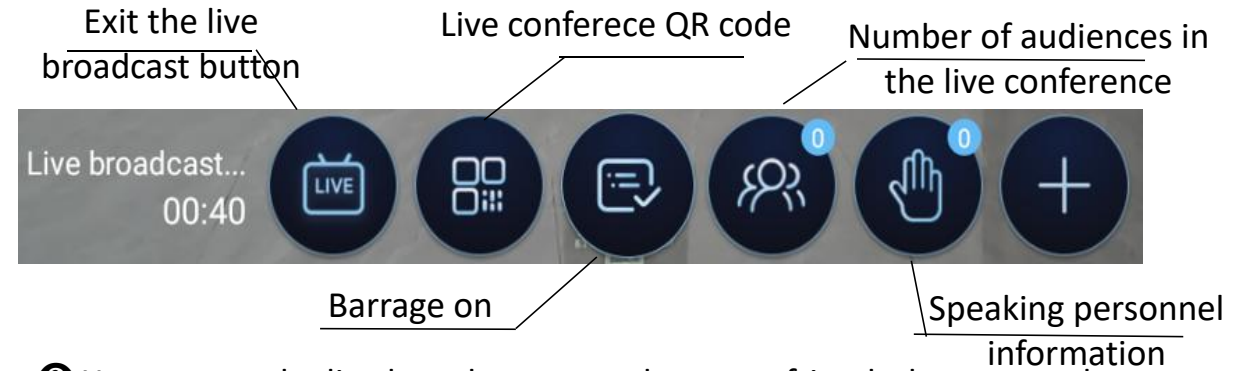 Exit the live
broadcast button
Live conferece QR code
Number of audiences in
the live conference
Live broadcast...
00:40
LIVE
0
0
Barrage on
Speaking personnel
information